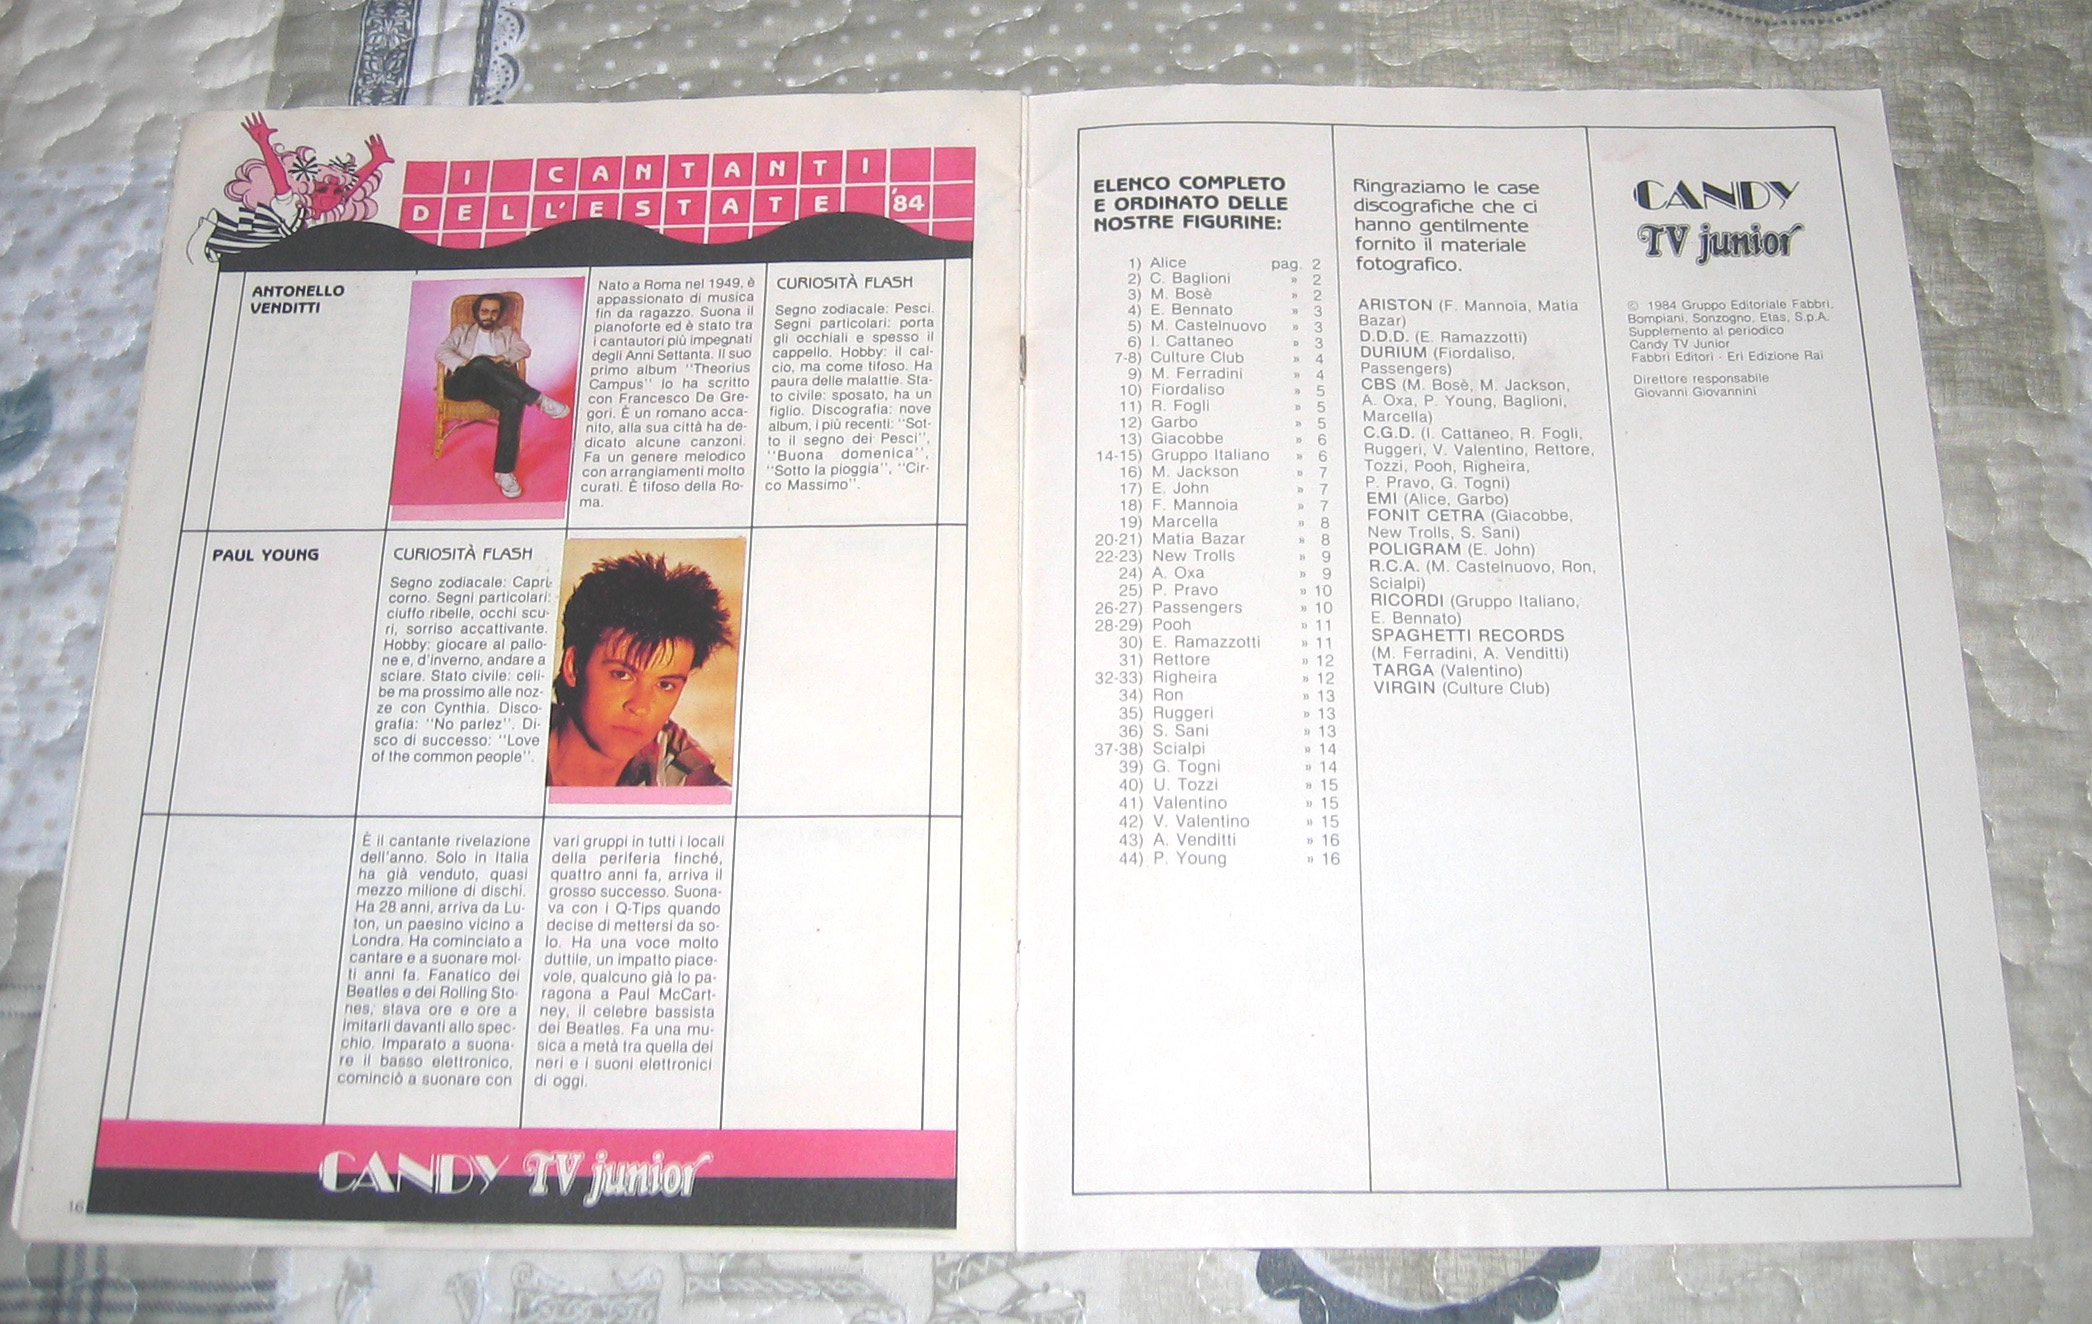 I CANTANTI
DELL'ESTATE '84
ANTONELLO
VENDITTI
Nato a Roma nel 1949, è
appassionato di musica
fin da ragazzo. Suona il
pianoforte ed è stato tra
i cantautori più impegnati
degli Anni Settanta. Il suo
primo album "Theorius
Campus" lo ha scritto
con Francesco De Gre-
gori. È un romano acca-
nito, alla sua città ha de-
dicato alcune canzoni.
Fa un genere melodico
con arrangiamenti molto
curati. È tifoso della Ro-
ma.
CURIOSITÀ FLASH
Segno zodiacale: Pesci.
Segni particolari: porta
gli occhiali e spesso il
cappello. Hobby: il cal-
cio, ma come tifoso. Ha
paura delle malattie. Sta-
to civile: sposato, ha un
figlio. Discografia: nove
album, i più recenti: "Sot-
to il segno dei Pesci",
"Buona domenica",
"Sotto la pioggia", "Cir-
co Massimo".
PAUL YOUNG
CURIOSITÀ FLASH
Segno zodiacale: Capri-
corno. Segni particolari:
ciuffo ribelle, occhi scu-
ri, sorriso accattivante.
Hobby: giocare al pallo-
ne e, d'inverno, andare a
sciare. Stato civile: celi-
be ma prossimo alle noz-
ze con Cynthia. Disco-
grafia: "No parlez". Di-
sco di successo: "Love
of the common people".
È il cantante rivelazione
dell'anno. Solo in Italia
ha già venduto, quasi
mezzo milione di dischi.
Ha 28 anni, arriva da Lu-
ton, un paesino vicino a
Londra. Ha cominciato a
cantare e a suonare mol-
ti anni fa. Fanatico dei
Beatles e dei Rolling Sto-
nes, stava ore e ore a
imitarli davanti allo spec-
chio. Imparato a suona-
re il basso elettronico,
cominciò a suonare con
vari gruppi in tutti i locali
della periferia finché,
quattro anni fa, arriva il
grosso successo. Suona-
va con i Q-Tips quando
decise di mettersi da so-
lo. Ha una voce molto
duttile, un impatto piace-
vole, qualcuno già lo pa-
ragona a Paul McCart-
ney, il celebre bassista
dei Beatles. Fa una mu-
sica a metà tra quella dei
neri e i suoni elettronici
di oggi.
CANDY TV junior
16
ELENCO COMPLETO
E ORDINATO DELLE
NOSTRE FIGURINE:
1) Alice pag. 2
2) C. Baglioni » 2
3) M. Bosè » 2
4) E. Bennato » 3
5) M. Castelnuovo » 3
6) I. Cattaneo » 3
7-8) Culture Club » 4
9) M. Ferradini » 4
10) Fiordaliso » 5
11) R. Fogli » 5
12) Garbo » 5
13) Giacobbe » 6
14-15) Gruppo Italiano » 6
16) M. Jackson » 7
17) E. John » 7
18) F. Mannoia » 7
19) Marcella » 8
20-21) Matia Bazar » 8
22-23) New Trolls » 9
24) A. Oxa » 9
25) P. Pravo » 10
26-27) Passengers » 10
28-29) Pooh » 11
30) E. Ramazzotti » 11
31) Rettore » 12
32-33) Righeira » 12
34) Ron » 13
35) Ruggeri » 13
36) S. Sani » 13
37-38) Scialpi » 14
39) G. Togni » 14
40) U. Tozzi » 15
41) Valentino » 15
42) V. Valentino » 15
43) A. Venditti » 16
44) P. Young » 16
Ringraziamo le case
discografiche che ci
hanno gentilmente
fornito il materiale
fotografico.
ARISTON (F. Mannoia, Matia
Bazar)
D.D.D. (E. Ramazzotti)
DURIUM (Fiordaliso,
Passengers)
CBS (M. Bosè, M. Jackson,
A. Oxa, P. Young, Baglioni,
Marcella)
C.G.D. (I. Cattaneo, R. Fogli,
Ruggeri, V. Valentino, Rettore,
Tozzi, Pooh, Righeira,
P. Pravo, G. Togni)
EMI (Alice, Garbo)
FONIT CETRA (Giacobbe,
New Trolls, S. Sani)
POLIGRAM (E. John)
R.C.A. (M. Castelnuovo, Ron,
Scialpi)
RICORDI (Gruppo Italiano,
E. Bennato)
SPAGHETTI RECORDS
(M. Ferradini, A. Venditti)
TARGA (Valentino)
VIRGIN (Culture Club)
CANDY
TV junior
© 1984 Gruppo Editoriale Fabbri,
Bompiani, Sonzogno, Etas, S.p.A.
Supplemento al periodico
Candy TV Junior
Fabbri Editori - Eri Edizione Rai
Direttore responsabile
Giovanni Giovannini